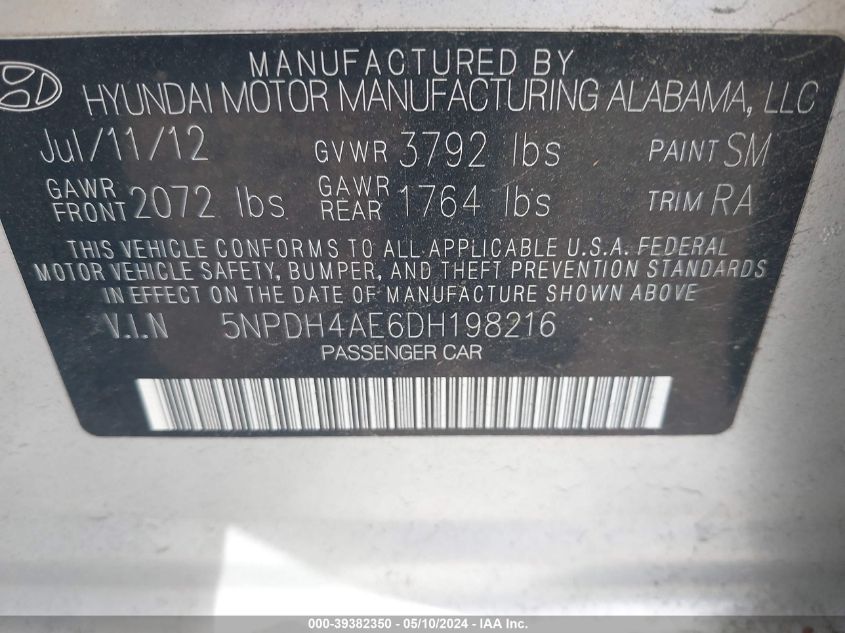 MANUFACTURED BY
HYUNDAI MOTOR MANUFACTURING ALABAMA, LLC
Jul/11/12 GVWR 3792 lbs PAINT SM
GAWR FRONT 2072 lbs GAWR REAR 1764 lbs TRIM RA
THIS VEHICLE CONFORMS TO ALL APPLICABLE U.S.A. FEDERAL
MOTOR VEHICLE SAFETY, BUMPER, AND THEFT PREVENTION STANDARDS
IN EFFECT ON THE DATE OF MANUFACTURE SHOWN ABOVE
V.I.N 5NPDH4AE6DH198216
PASSENGER CAR
000-39382350 — 05/10/2024 — IAA Inc.